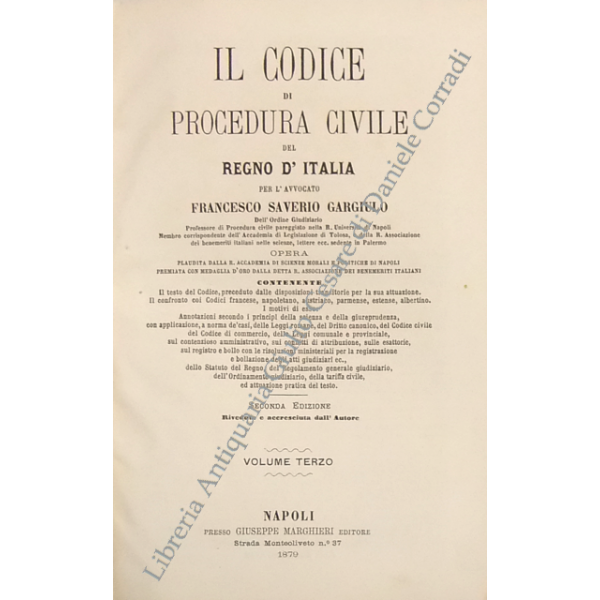 IL CODICE
DI
PROCEDURA CIVILE
DEL
REGNO D' ITALIA
PER L' AVVOCATO
FRANCESCO SAVERIO GARGIULO
Dell' Ordine Giudiziario
Professore di Procedura civile pareggiato nella R. Università di Napoli
Membro corrispondente dell'Accademia di Legislazione di Tolosa, della R. Associazione
dei benemeriti italiani nelle scienze, lettere ecc. sedente in Palermo
OPERA
PLAUDITA DALLA R. ACCADEMIA DI SCIENZE MORALI E POLITICHE DI NAPOLI
PREMIATA CON MEDAGLIA D'ORO DALLA DETTA R. ASSOCIAZIONE DEI BENEMERITI ITALIANI
CONTENENTE
Il testo del Codice, preceduto dalle disposizioni transitorie per la sua attuazione.
Il confronto coi Codici francese, napoletano, austriaco, parmense, estense, albertino.
I motivi di esso.
Annotazioni secondo i principi della scienza e della gioreprudenza,
con applicazione, a norma de'casi, delle Leggi romane, del Dritto canonico, del Codice civile
del Codice di commercio, delle Leggi comunale e provinciale,
sul contenzioso amministrativo, sui conflitti di attribuzione, sulle esattorie,
sul registro e bollo con le risoluzioni ministeriali per la registrazione
e bollazione degli atti giudiziari ec.,
dello Statuto del Regno, del regolamento generale giudiziario,
dell'Ordinamento giudiziario, della tariffa civile,
ed attuazione pratica del testo.
SECONDA EDIZIONE
Riveduta e accresciuta dall' Autore
VOLUME TERZO
NAPOLI
PRESSO GIUSEPPE MARGHIERI EDITORE
Strada Monteoliveto n.º 37
1879
Libreria Antiquaria Giulio Cesare di Daniele Corradi